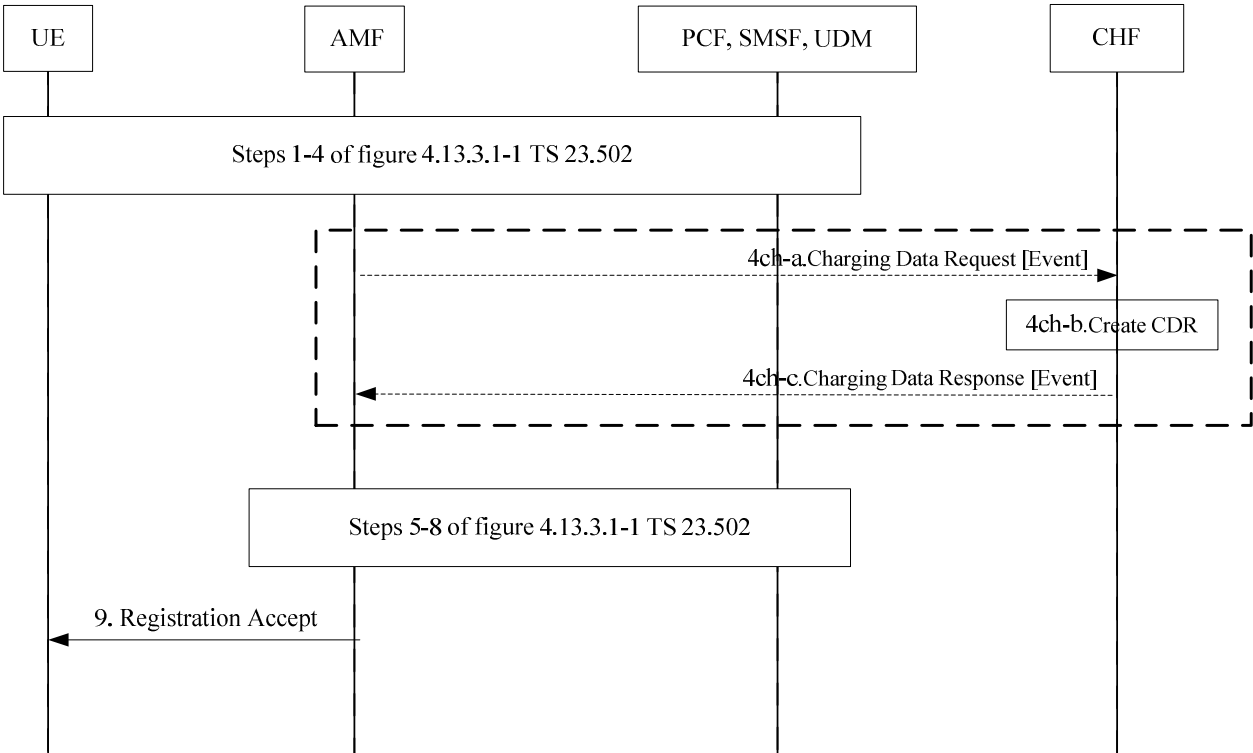 UE
AMF
PCF, SMSF, UDM
CHF
Steps 1-4 of figure 4.13.3.1-1 TS 23.502
4ch-a.Charging Data Request [Event]
4ch-b.Create CDR
4ch-c.Charging Data Response [Event]
Steps 5-8 of figure 4.13.3.1-1 TS 23.502
9. Registration Accept